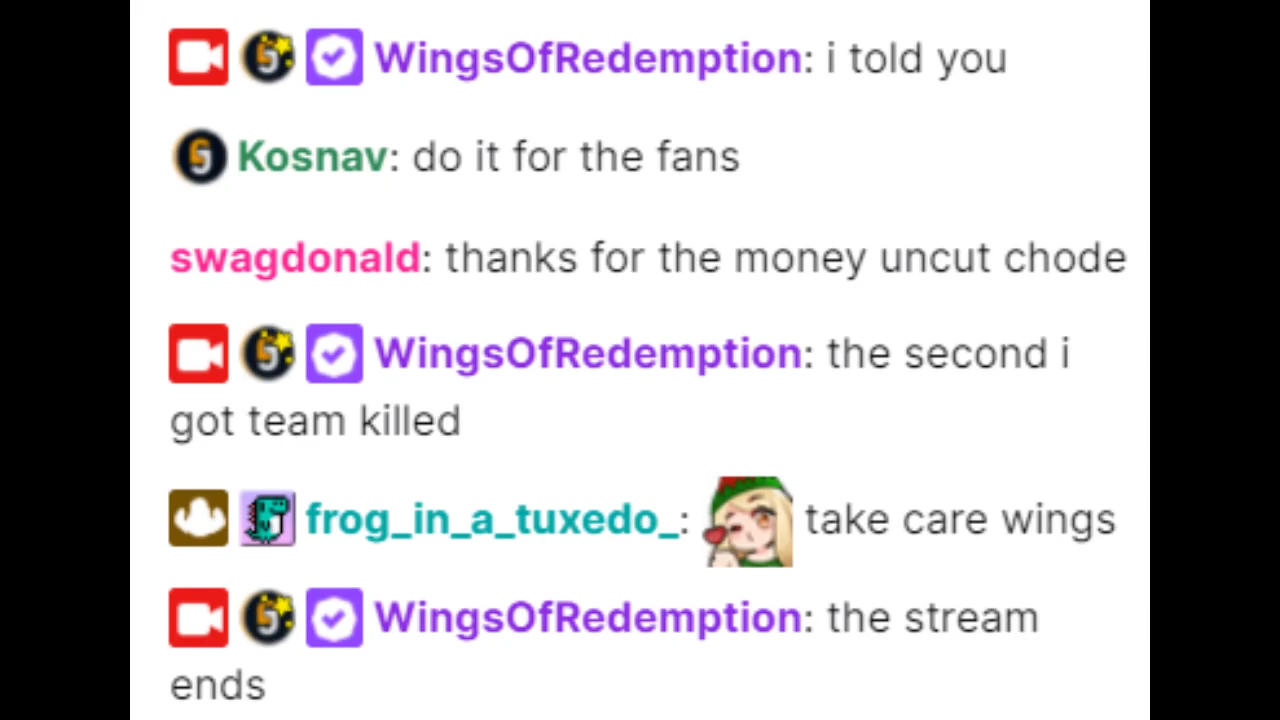 WingsOfRedemption: i told you
Kosnav: do it for the fans
swagdonald: thanks for the money uncut chode
WingsOfRedemption: the second i
got team killed
frog_in_a_tuxedo_: take care wings
WingsOfRedemption: the stream
ends